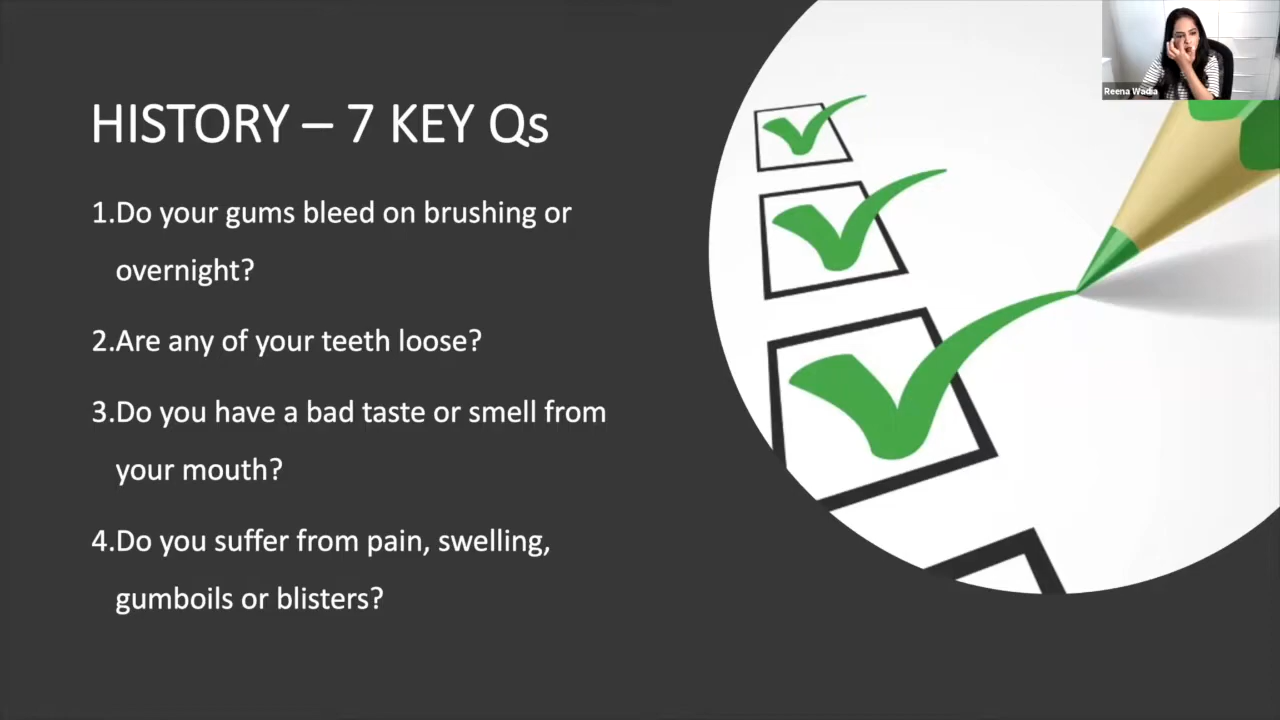 HISTORY – 7 KEY Qs
1.Do your gums bleed on brushing or
overnight?
2.Are any of your teeth loose?
3.Do you have a bad taste or smell from
your mouth?
4.Do you suffer from pain, swelling,
gumboils or blisters?
Reena Wadia